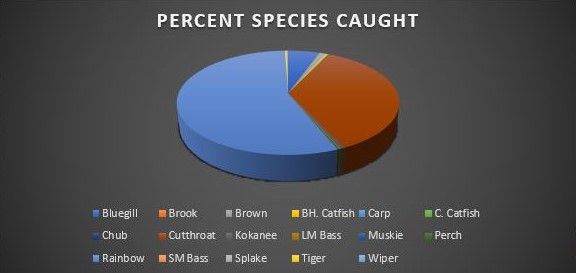 PERCENT SPECIES CAUGHT
Bluegill Brook Brown BH. Catfish Carp C. Catfish
Chub Cutthroat Kokanee LM Bass Muskie Perch
Rainbow SM Bass Splake Tiger Wiper